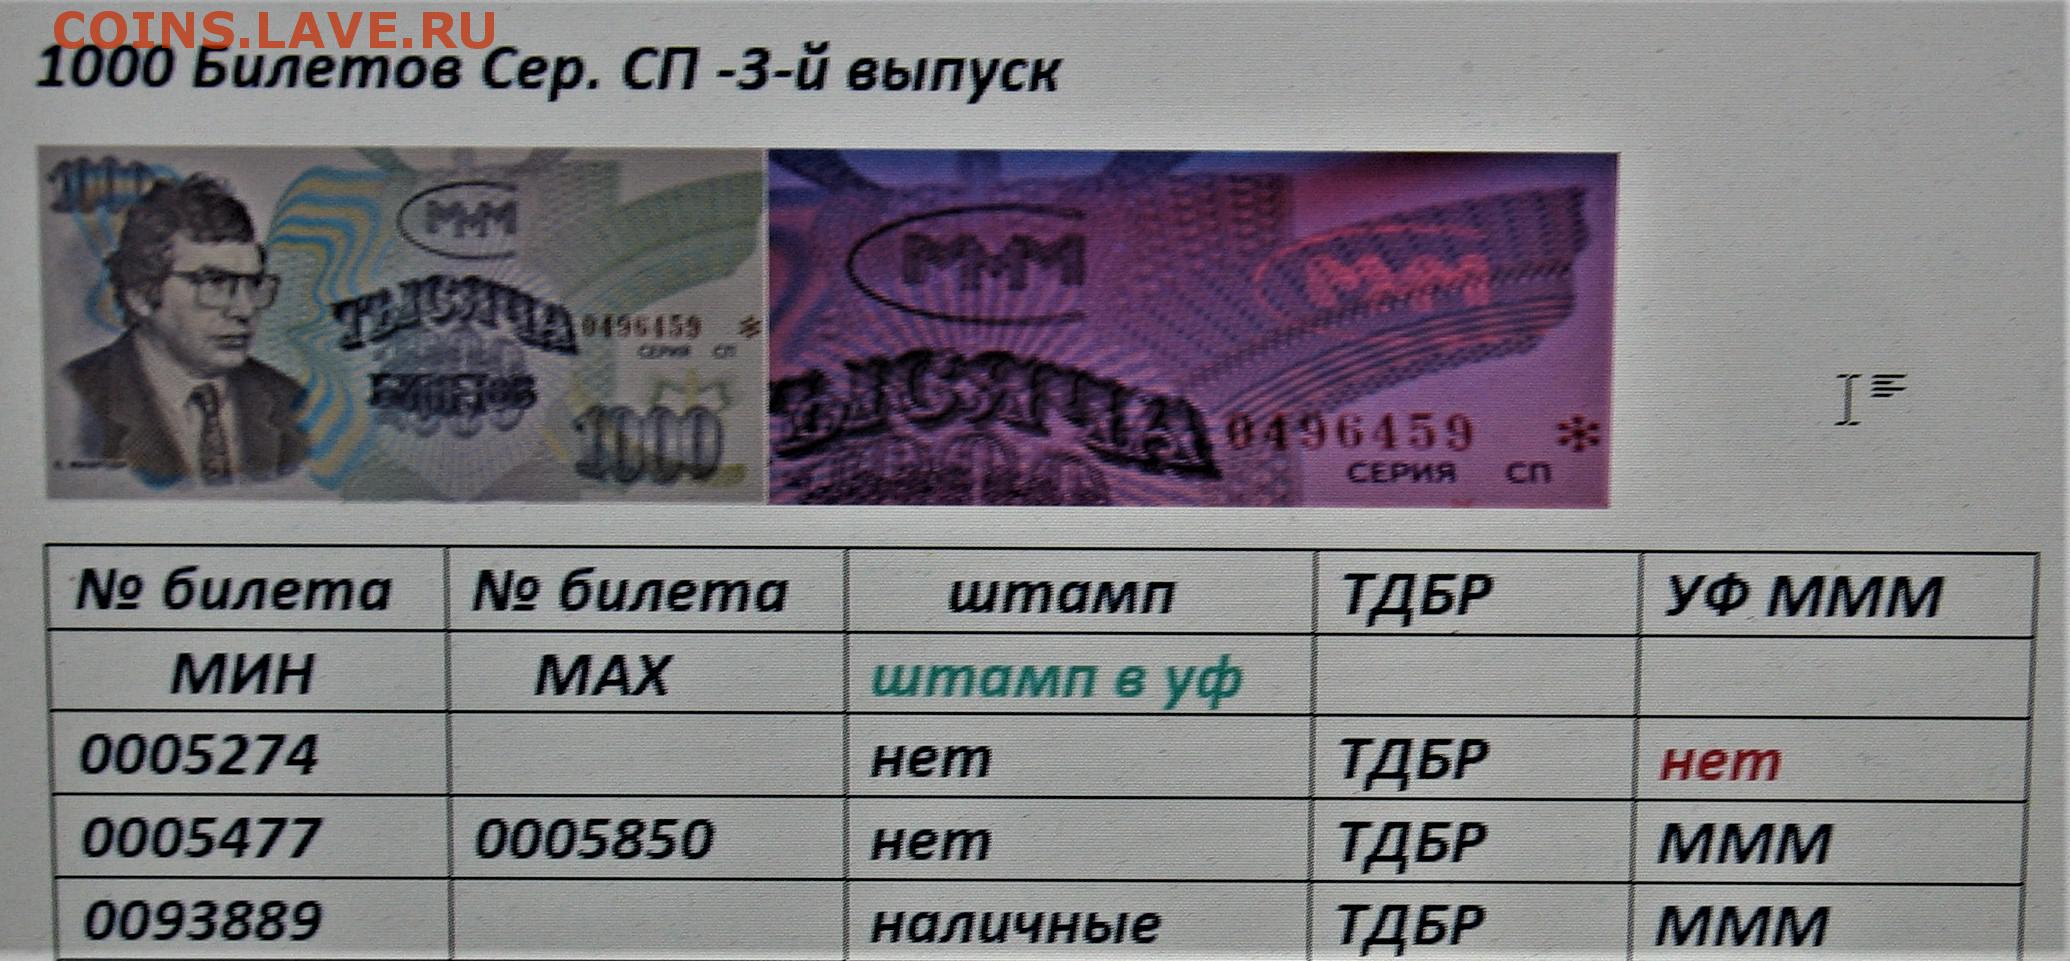 COINS.LAVE.RU
1000 Билетов Сер. СП -3-й выпуск
1000
МММ
ТЫСЯЧА
БИЛЕТОВ
0496459 *
СЕРИЯ СП
1000
МММ
МММ
ТЫСЯЧА
0496459 *
СЕРИЯ СП
№ билета № билета штамп ТДБР УФ МММ
МИН МАХ штамп в уф
0005274 нет ТДБР нет
0005477 0005850 нет ТДБР МММ
0093889 наличные ТДБР МММ